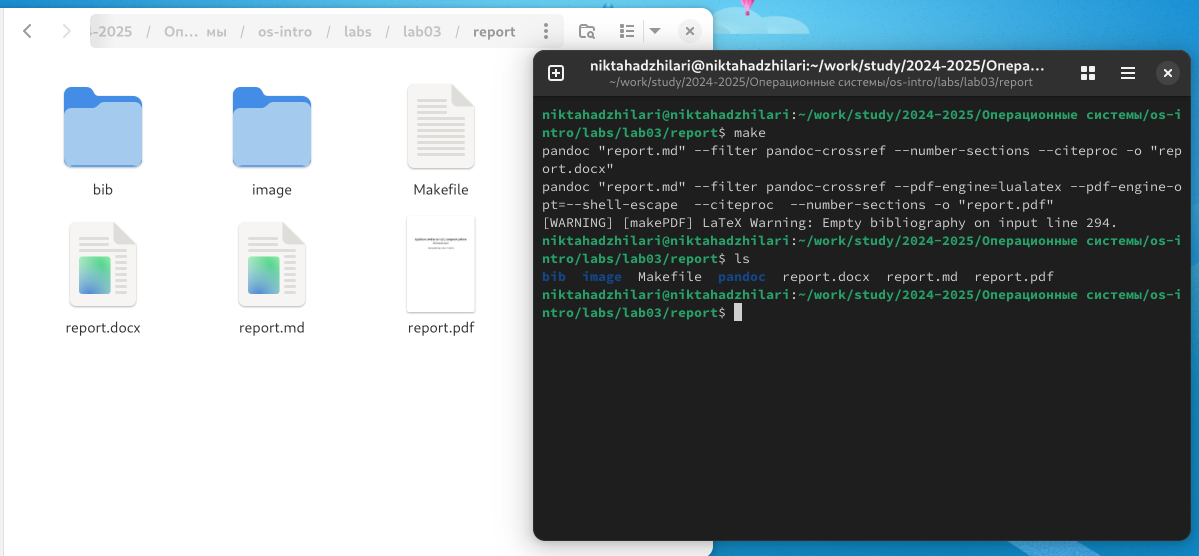 -2025 / Оп... мы / os-intro / labs / lab03 / report
bib
image
Makefile
report.docx
report.md
report.pdf
niktahadzhilari@niktahadzhilari:~/work/study/2024-2025/Опера...
~/work/study/2024-2025/Операционные системы/os-intro/labs/lab03/report
niktahadzhilari@niktahadzhilari:~/work/study/2024-2025/Операционные системы/os-i
ntro/labs/lab03/report$ make
pandoc "report.md" --filter pandoc-crossref --number-sections --citeproc -o "rep
ort.docx"
pandoc "report.md" --filter pandoc-crossref --pdf-engine=lualatex --pdf-engine-o
pt=--shell-escape  --citeproc  --number-sections -o "report.pdf"
[WARNING] [makePDF] LaTeX Warning: Empty bibliography on input line 294.
niktahadzhilari@niktahadzhilari:~/work/study/2024-2025/Операционные системы/os-i
ntro/labs/lab03/report$ ls
bib  image  Makefile  pandoc  report.docx  report.md  report.pdf
niktahadzhilari@niktahadzhilari:~/work/study/2024-2025/Операционные системы/os-i
ntro/labs/lab03/report$